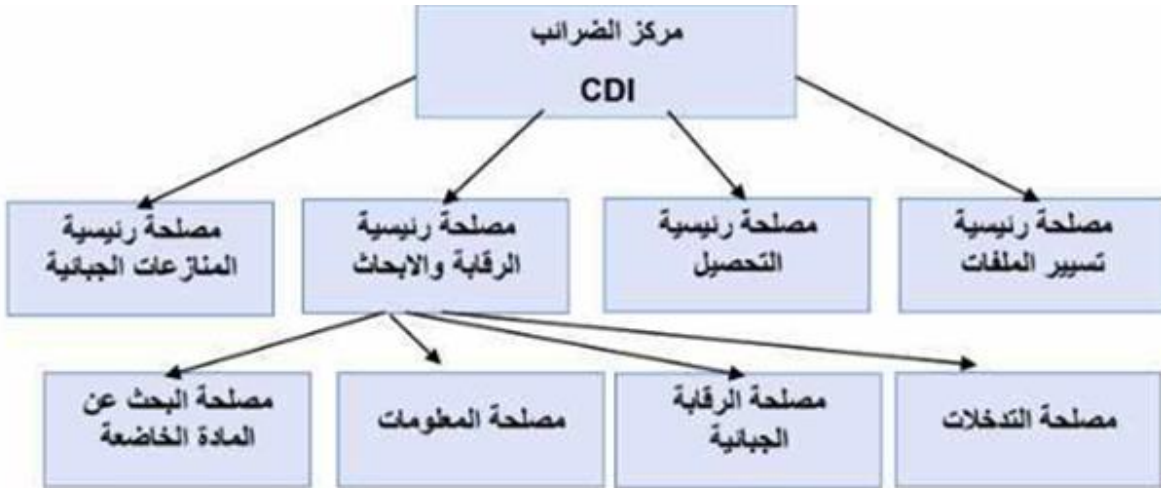 مركز الضرائب
CDI
مصلحة رئيسية
تسيير الملفات
مصلحة رئيسية
التحصيل
مصلحة رئيسية
الرقابة والابحاث
مصلحة رئيسية
المنازعات الجبائية
مصلحة التدخلات
مصلحة الرقابة
الجبائية
مصلحة المعلومات
مصلحة البحث عن
المادة الخاضعة